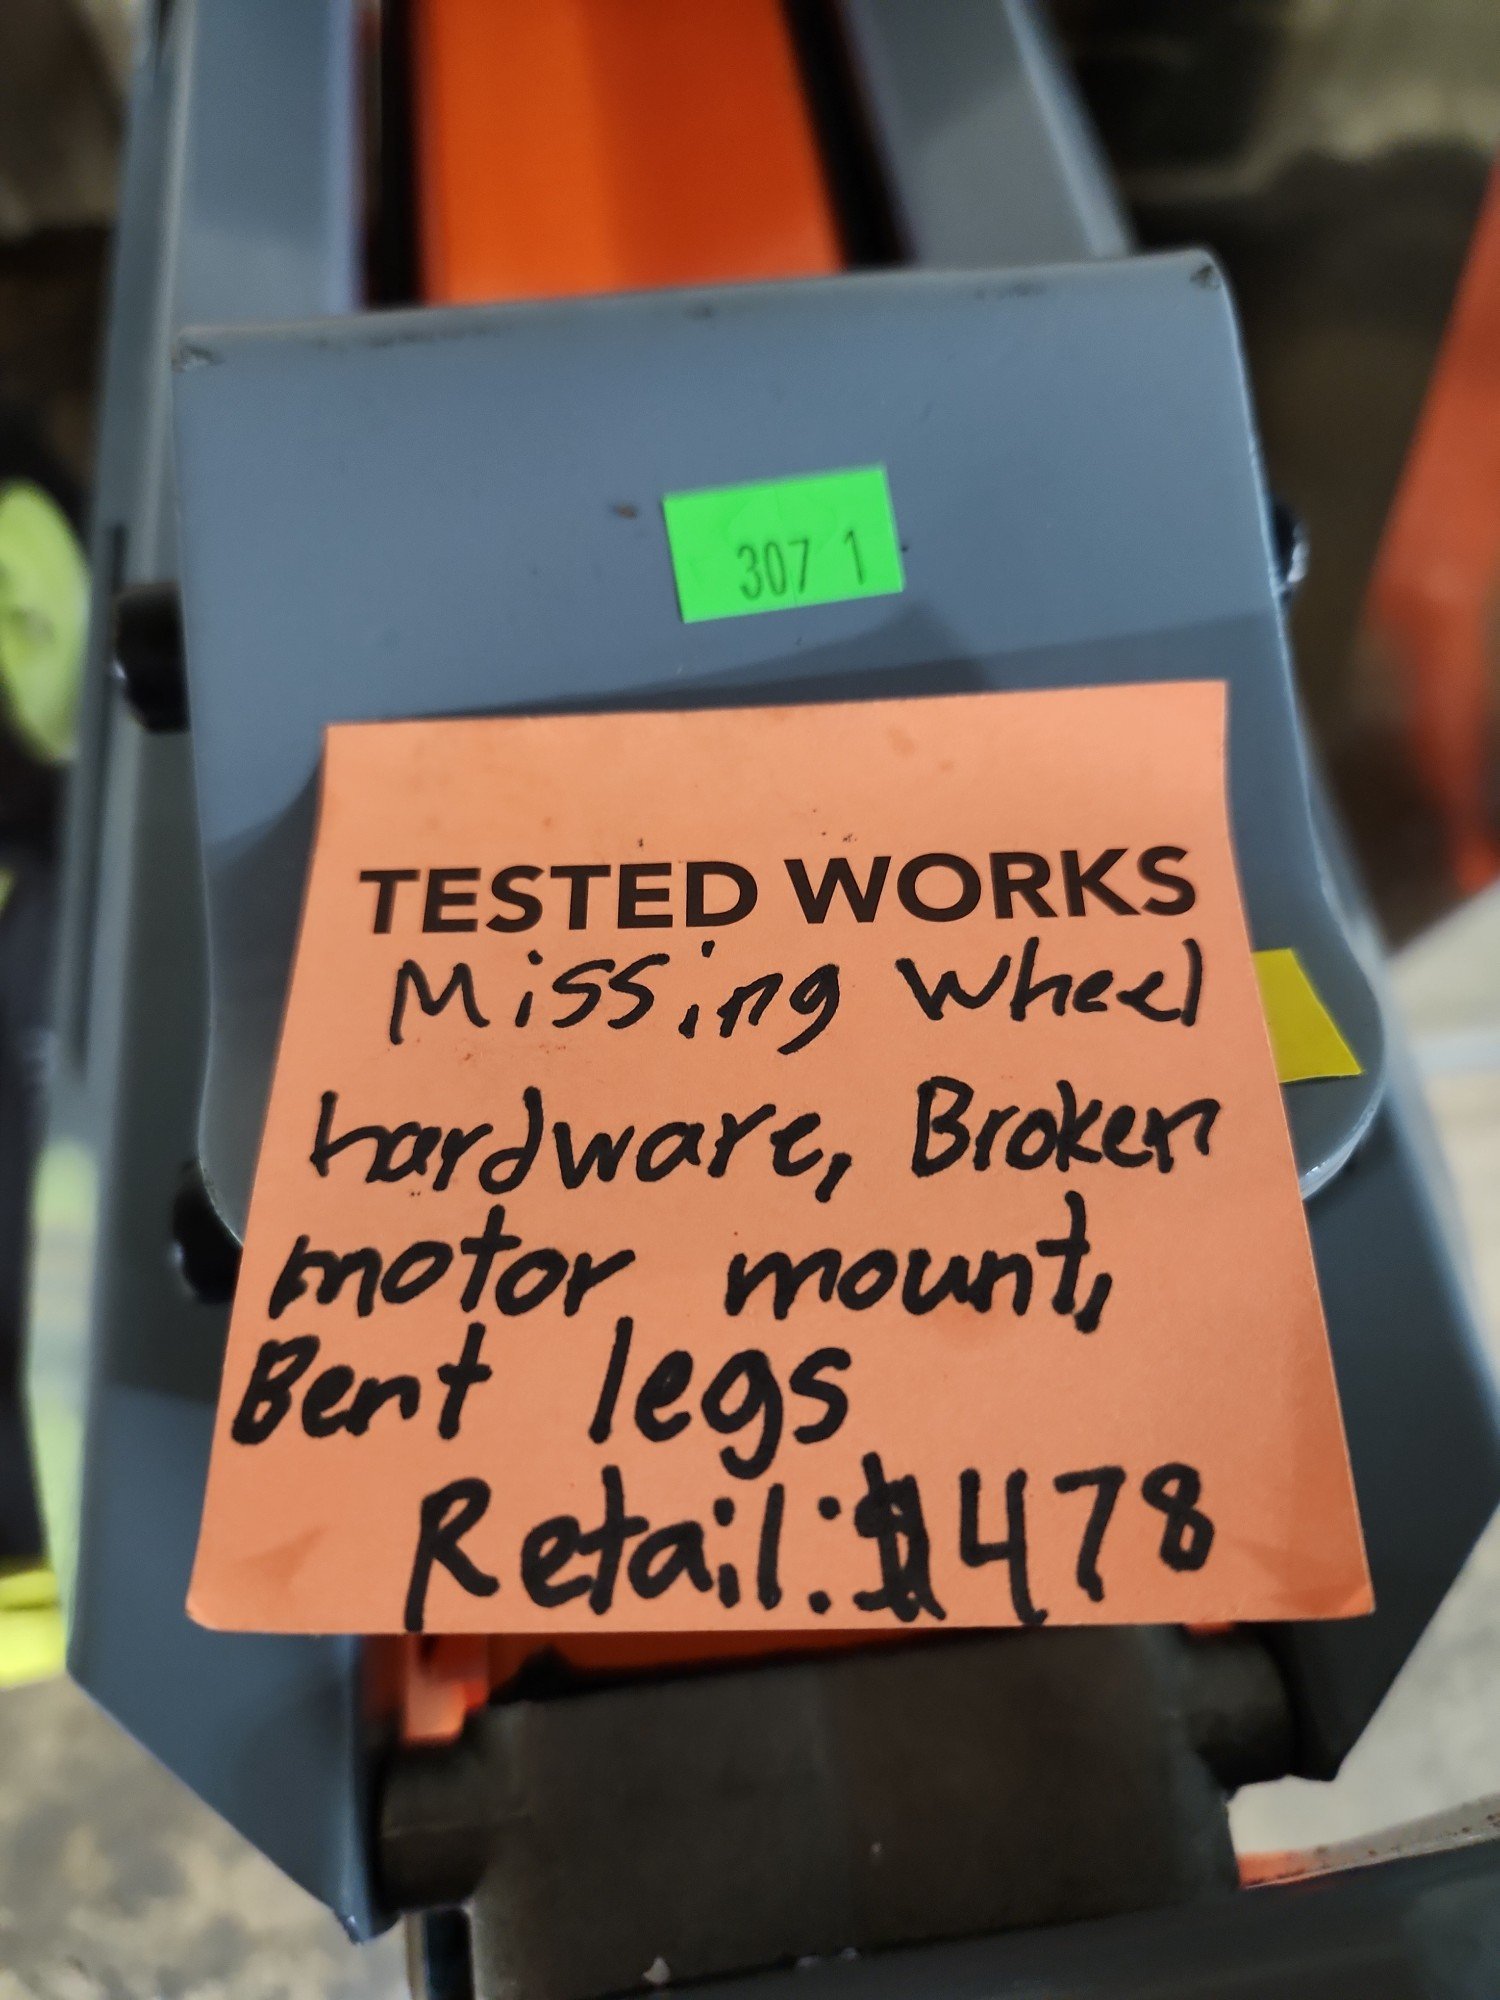 307 1
TESTED WORKS
Missing wheel
hardware, Broken
motor mount,
Bent legs
Retail: $478